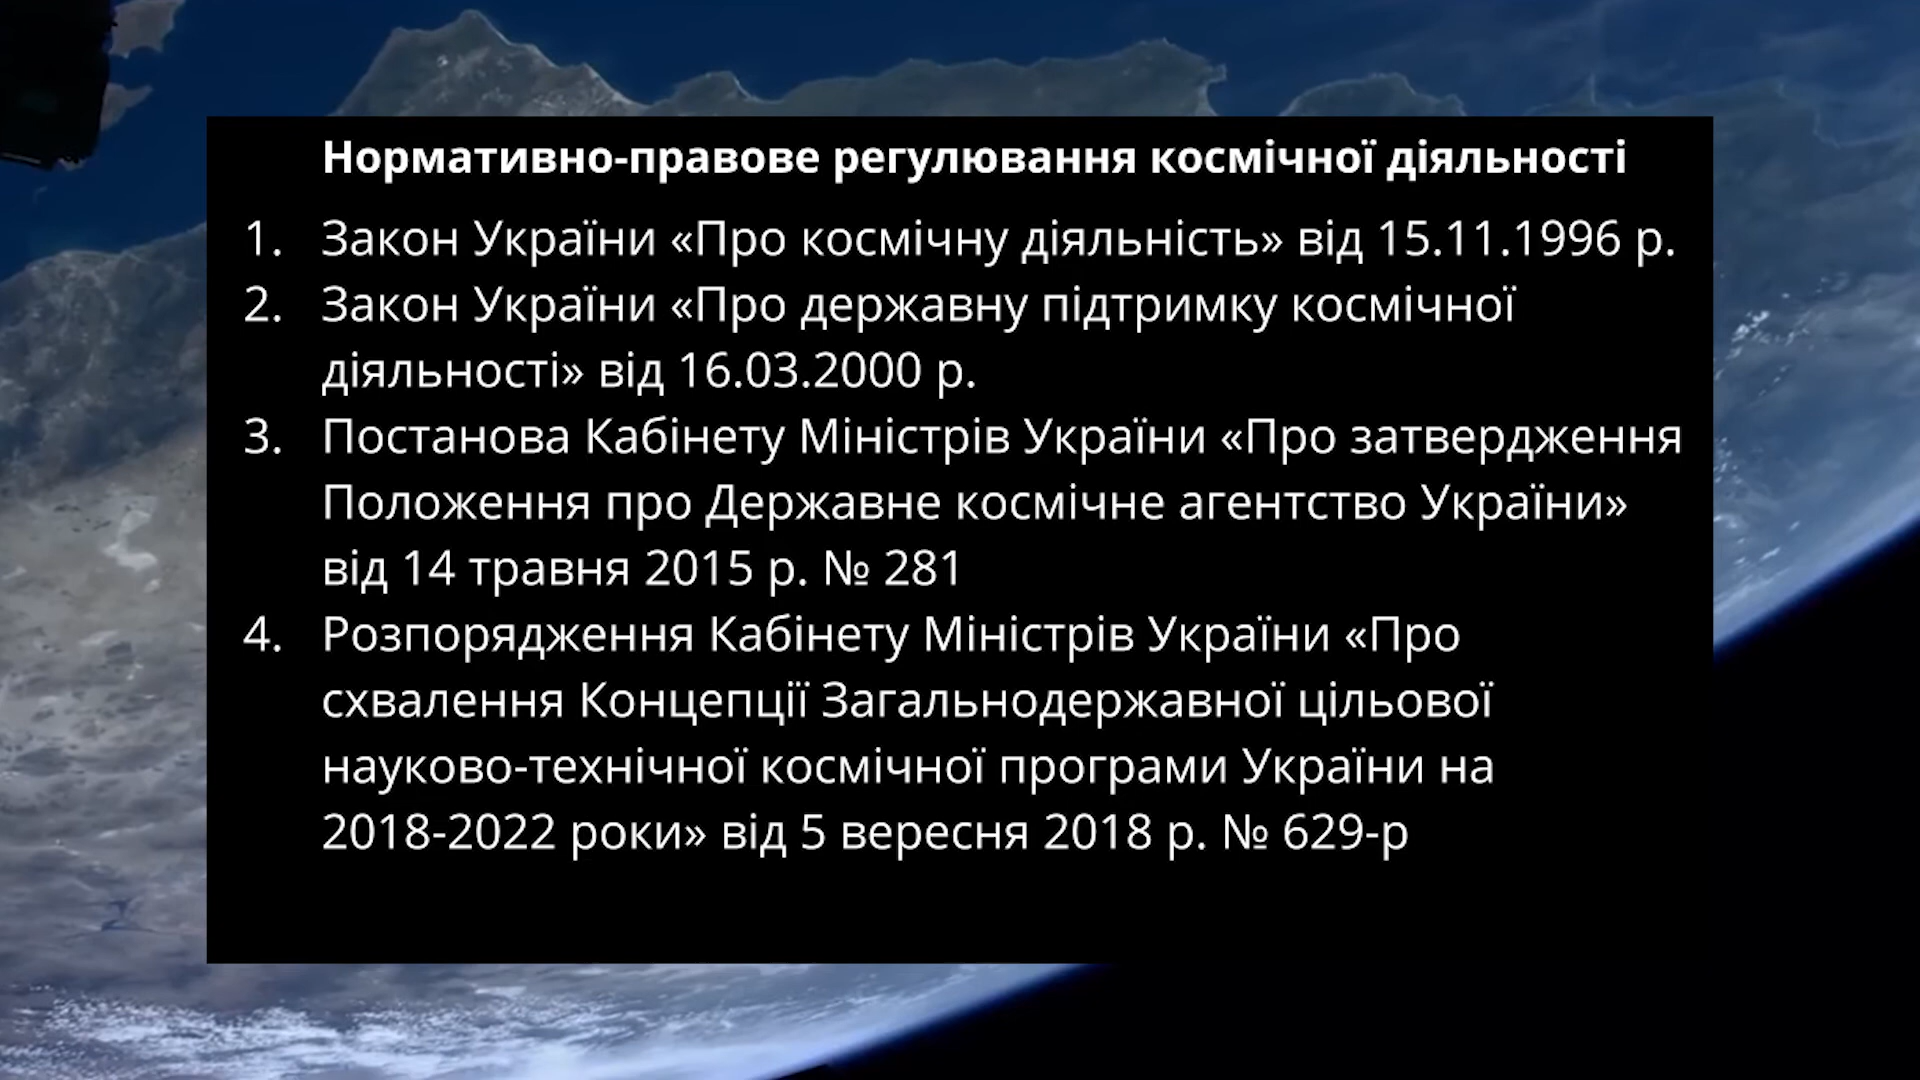 Нормативно-правове регулювання космічної діяльності
1. Закон України «Про космічну діяльність» від 15.11.1996 р.
2. Закон України «Про державну підтримку космічної
діяльності» від 16.03.2000 р.
3. Постанова Кабінету Міністрів України «Про затвердження
Положення про Державне космічне агентство України»
від 14 травня 2015 р. № 281
4. Розпорядження Кабінету Міністрів України «Про
схвалення Концепції Загальнодержавної цільової
науково-технічної космічної програми України на
2018-2022 роки» від 5 вересня 2018 р. № 629-р